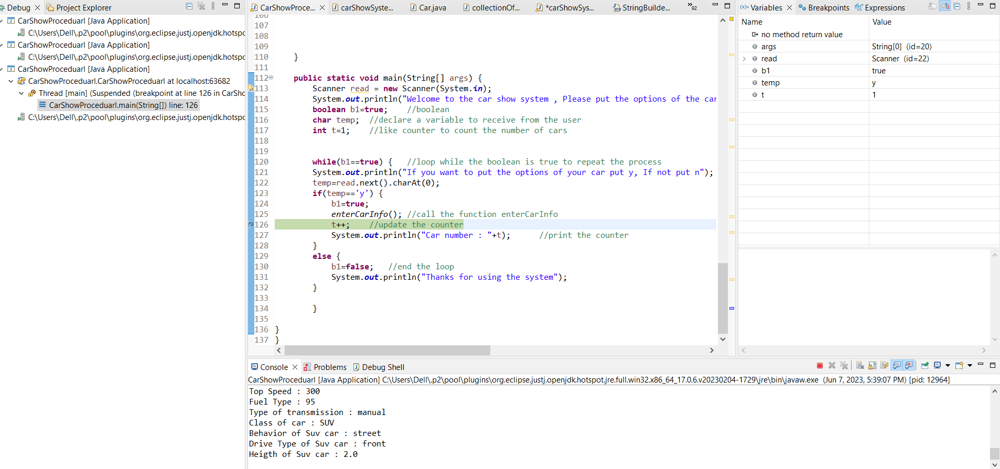 Debug
Project Explorer
CarShowProceduarl [Java Application]
C:\Users\Dell\.p2\pool\plugins\org.eclipse.justj.openjdk.hotspc
CarShowProceduarl [Java Application]
C:\Users\Dell\.p2\pool\plugins\org.eclipse.justj.openjdk.hotspc
CarShowProceduarl [Java Application]
CarShowProceduarl.CarShowProceduarl at localhost:63682
Thread [main] (Suspended (breakpoint at line 126 in CarShc
CarShowProceduarl.main(String[]) line: 126
C:\Users\Dell\.p2\pool\plugins\org.eclipse.justj.openjdk.hotspc
CarShowProce... carShowSyste... Car.java collectionOf... *carShowSys... StringBuilde... »92
106
107
108
109
110 }
111
112 public static void main(String[] args) {
113 Scanner read = new Scanner(System.in);
114 System.out.println("Welcome to the car show system , Please put the options of the car
115 boolean b1=true; //boolean
116 char temp; //declare a variable to receive from the user
117 int t=1; //like counter to count the number of cars
118
119
120 while(b1==true) { //loop while the boolean is true to repeat the process
121 System.out.println("If you want to put the options of your car put y, If not put n");
122 temp=read.next().charAt(0);
123 if(temp=='y') {
124 b1=true;
125 enterCarInfo(); //call the function enterCarInfo
126 t++; //update the counter
127 System.out.println("Car number : "+t); //print the counter
128 }
129 else {
130 b1=false; //end the loop
131 System.out.println("Thanks for using the system");
132 }
133
134 }
135
136 }
137 }
(x)= Variables Breakpoints Expressions
Name Value
no method return value
args String[0] (id=20)
read Scanner (id=22)
b1 true
temp y
t 1
Console Problems Debug Shell
CarShowProceduarl [Java Application] C:\Users\Dell\.p2\pool\plugins\org.eclipse.justj.openjdk.hotspot.jre.full.win32.x86_64_17.0.6.v20230204-1729\jre\bin\javaw.exe (Jun 7, 2023, 5:39:07 PM) [pid: 12964]
Top Speed : 300
Fuel Type : 95
Type of transmission : manual
Class of car : SUV
Behavior of Suv car : street
Drive Type of Suv car : front
Heigth of Suv car : 2.0